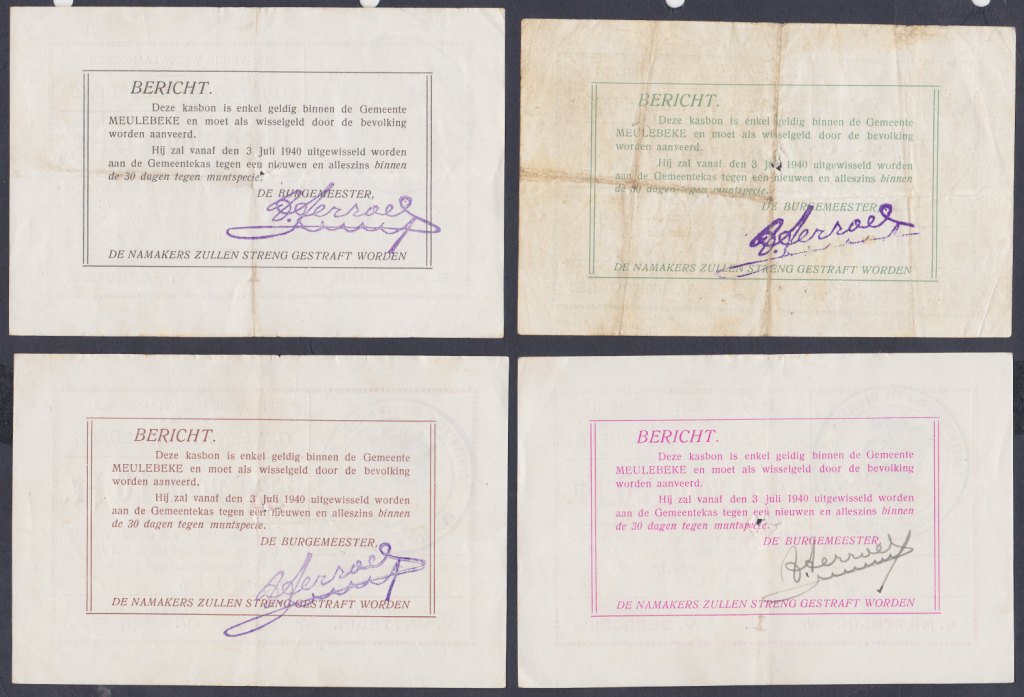 BERICHT.
Deze kasbon is enkel geldig binnen de Gemeente
MEULEBEKE en moet als wisselgeld door de bevolking
worden aanveerd.
Hij zal vanaf den 3 Juli 1940 uitgewisseld worden
aan de Gemeentekas tegen een nieuwen en alleszins binnen
de 30 dagen tegen muntspecie.
DE BURGEMEESTER,
DE NAMAKERS ZULLEN STRENG GESTRAFT WORDEN
BERICHT.
Deze kasbon is enkel geldig binnen de Gemeente
MEULEBEKE en moet als wisselgeld door de bevolking
worden aanveerd.
Hij zal vanaf den 3 Juli 1940 uitgewisseld worden
aan de Gemeentekas tegen een nieuwen en alleszins binnen
de 30 dagen tegen muntspecie.
DE BURGEMEESTER,
DE NAMAKERS ZULLEN STRENG GESTRAFT WORDEN
BERICHT.
Deze kasbon is enkel geldig binnen de Gemeente
MEULEBEKE en moet als wisselgeld door de bevolking
worden aanveerd.
Hij zal vanaf den 3 Juli 1940 uitgewisseld worden
aan de Gemeentekas tegen een nieuwen en alleszins binnen
de 30 dagen tegen muntspecie.
DE BURGEMEESTER,
DE NAMAKERS ZULLEN STRENG GESTRAFT WORDEN
BERICHT.
Deze kasbon is enkel geldig binnen de Gemeente
MEULEBEKE en moet als wisselgeld door de bevolking
worden aanveerd.
Hij zal vanaf den 3 Juli 1940 uitgewisseld worden
aan de Gemeentekas tegen een nieuwen en alleszins binnen
de 30 dagen tegen muntspecie.
DE BURGEMEESTER,
DE NAMAKERS ZULLEN STRENG GESTRAFT WORDEN